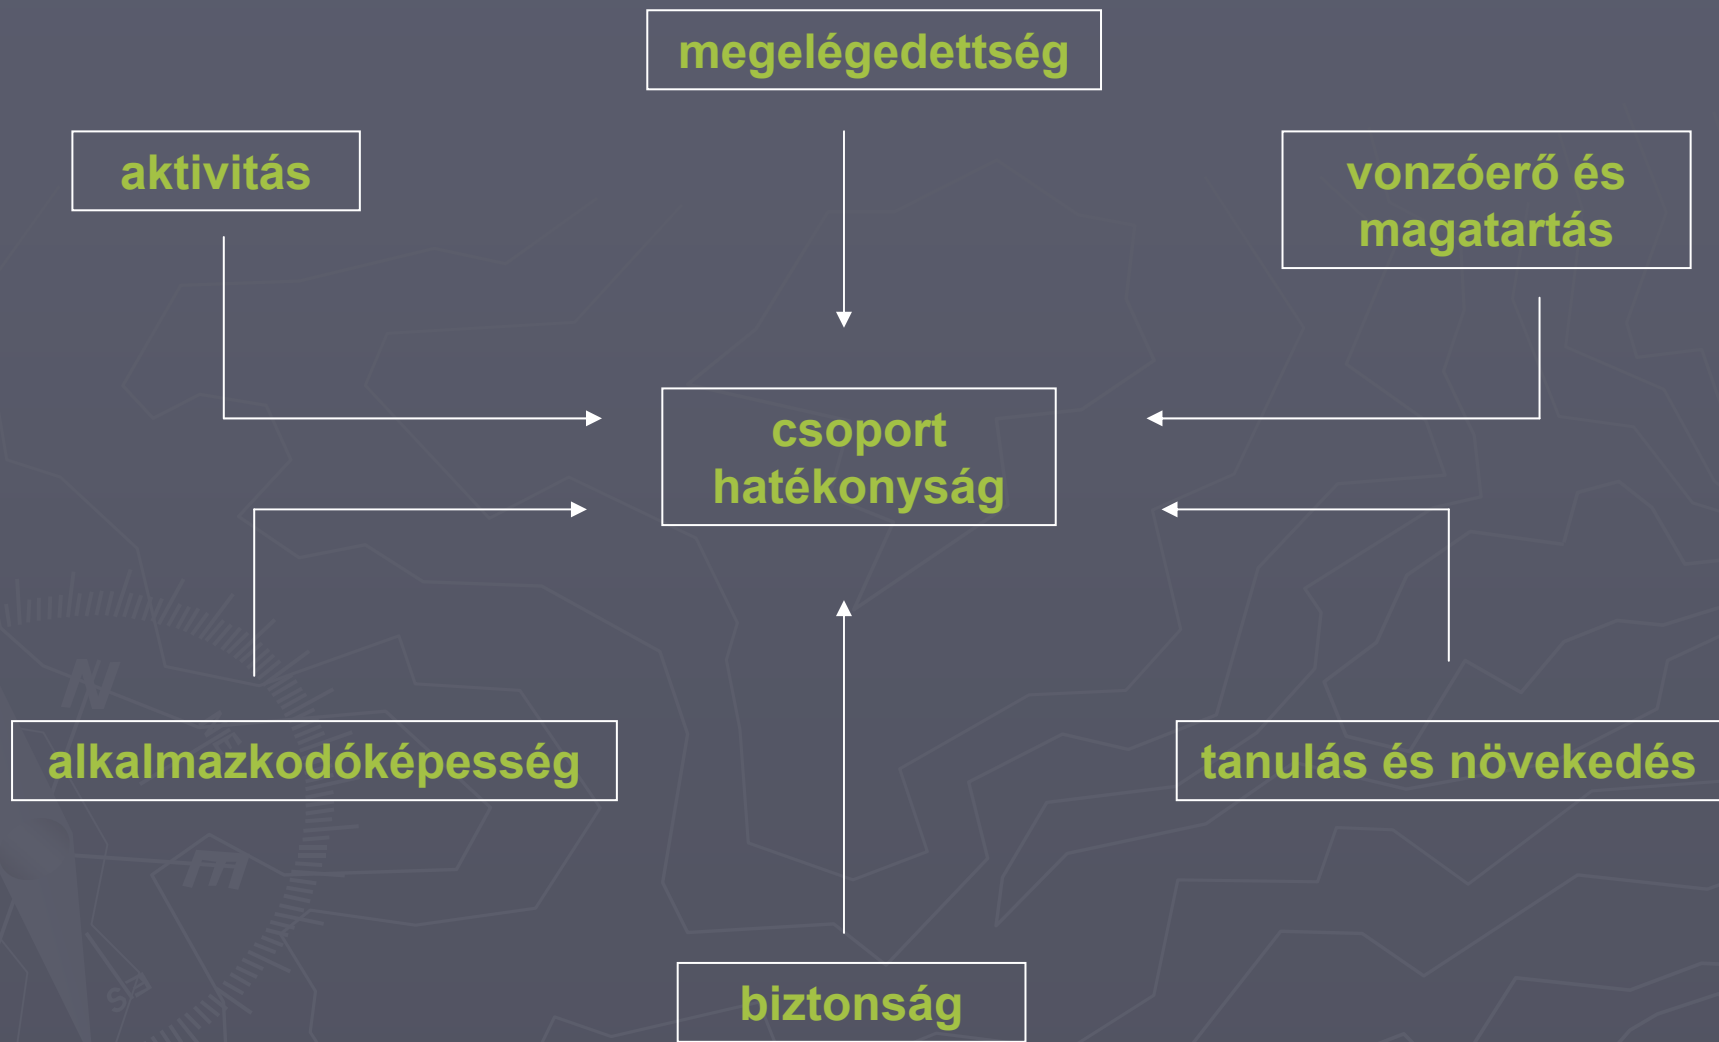 megelégedettség
aktivitás
vonzóerő és
magatartás
csoport
hatékonyság
alkalmazkodóképesség
tanulás és növekedés
biztonság
N
E
S